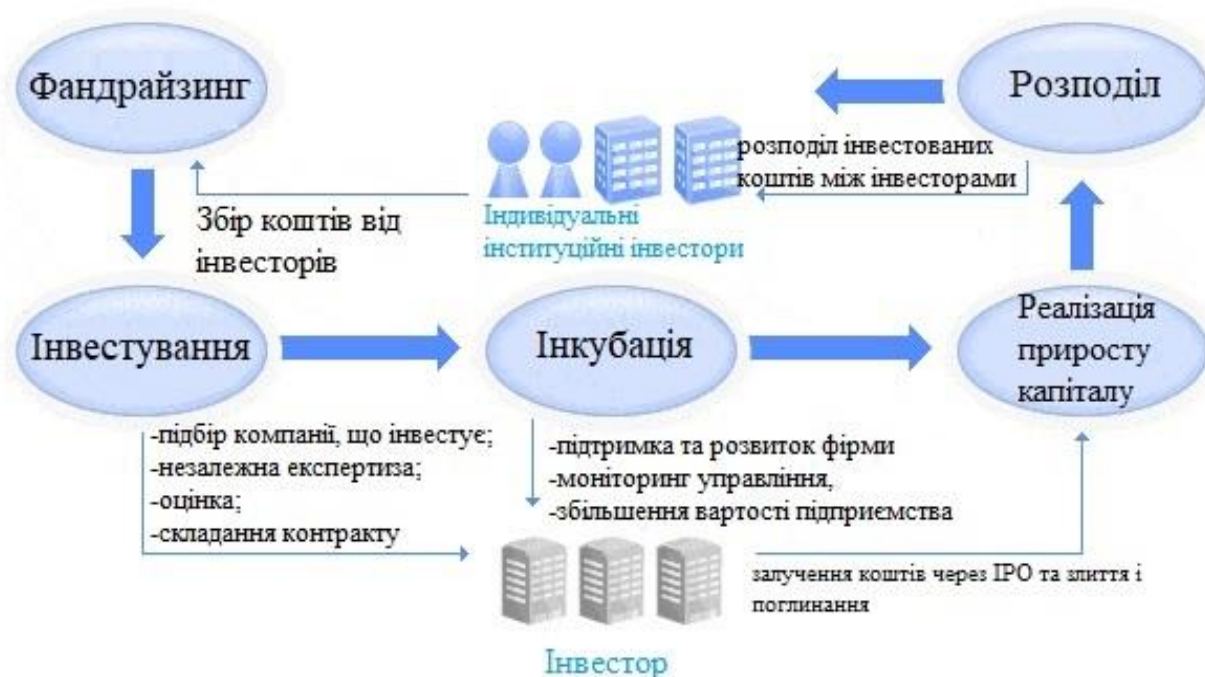 Фандрайзинг
Розподіл
розподіл інвестованих
коштів між інвесторами
Індивідуальні
інституційні інвестори
Збір коштів від
інвесторів
Інвестування
Інкубація
Реалізація
приросту
капіталу
-підбір компанії, що інвестує;
-незалежна експертиза;
-оцінка;
-складання контракту
-підтримка та розвиток фірми
-моніторинг управління,
-збільшення вартості підприємства
залучення коштів через IPO та злиття і
поглинання
Інвестор